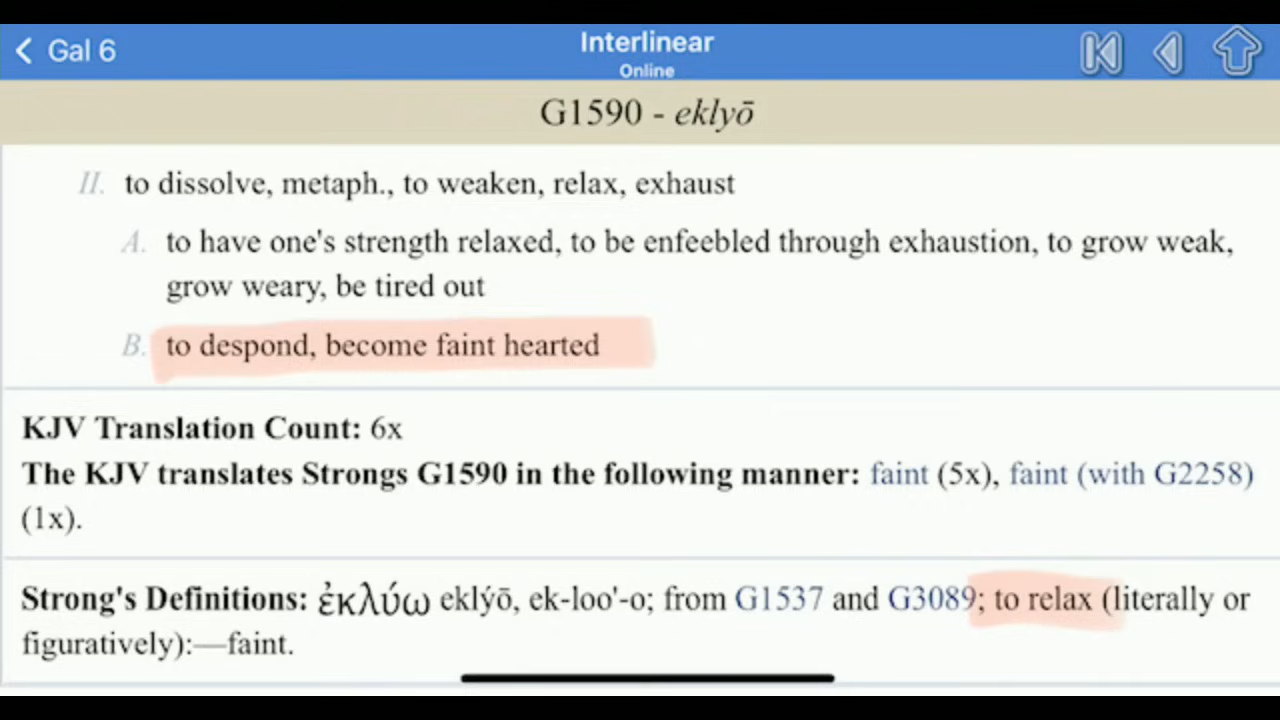 Gal 6
Interlinear
Online
G1590 - eklyō
II. to dissolve, metaph., to weaken, relax, exhaust
A. to have one's strength relaxed, to be enfeebled through exhaustion, to grow weak,
grow weary, be tired out
B. to despond, become faint hearted
KJV Translation Count: 6x
The KJV translates Strongs G1590 in the following manner: faint (5x), faint (with G2258)
(1x).
Strong's Definitions: ἐκλύω eklýō, ek-loo'-o; from G1537 and G3089; to relax (literally or
figuratively):—faint.